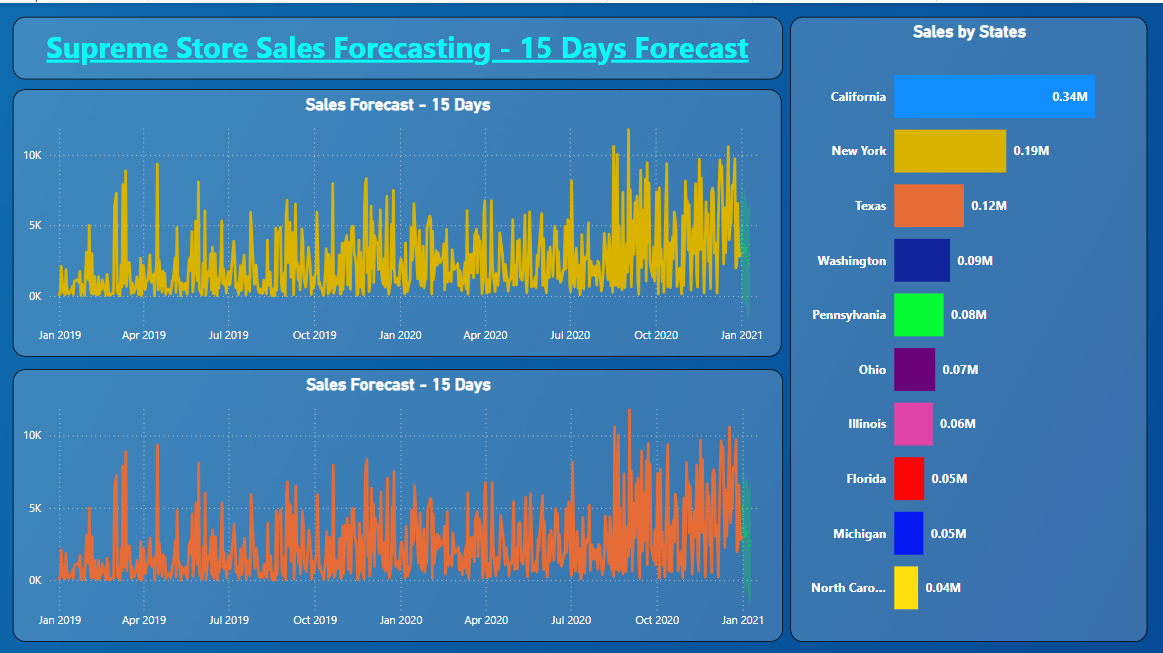 Supreme Store Sales Forecasting - 15 Days Forecast
Sales Forecast - 15 Days
10K
5K
0K
Jan 2019 Apr 2019 Jul 2019 Oct 2019 Jan 2020 Apr 2020 Jul 2020 Oct 2020 Jan 2021
Sales Forecast - 15 Days
10K
5K
0K
Jan 2019 Apr 2019 Jul 2019 Oct 2019 Jan 2020 Apr 2020 Jul 2020 Oct 2020 Jan 2021
Sales by States
California 0.34M
New York 0.19M
Texas 0.12M
Washington 0.09M
Pennsylvania 0.08M
Ohio 0.07M
Illinois 0.06M
Florida 0.05M
Michigan 0.05M
North Caro... 0.04M